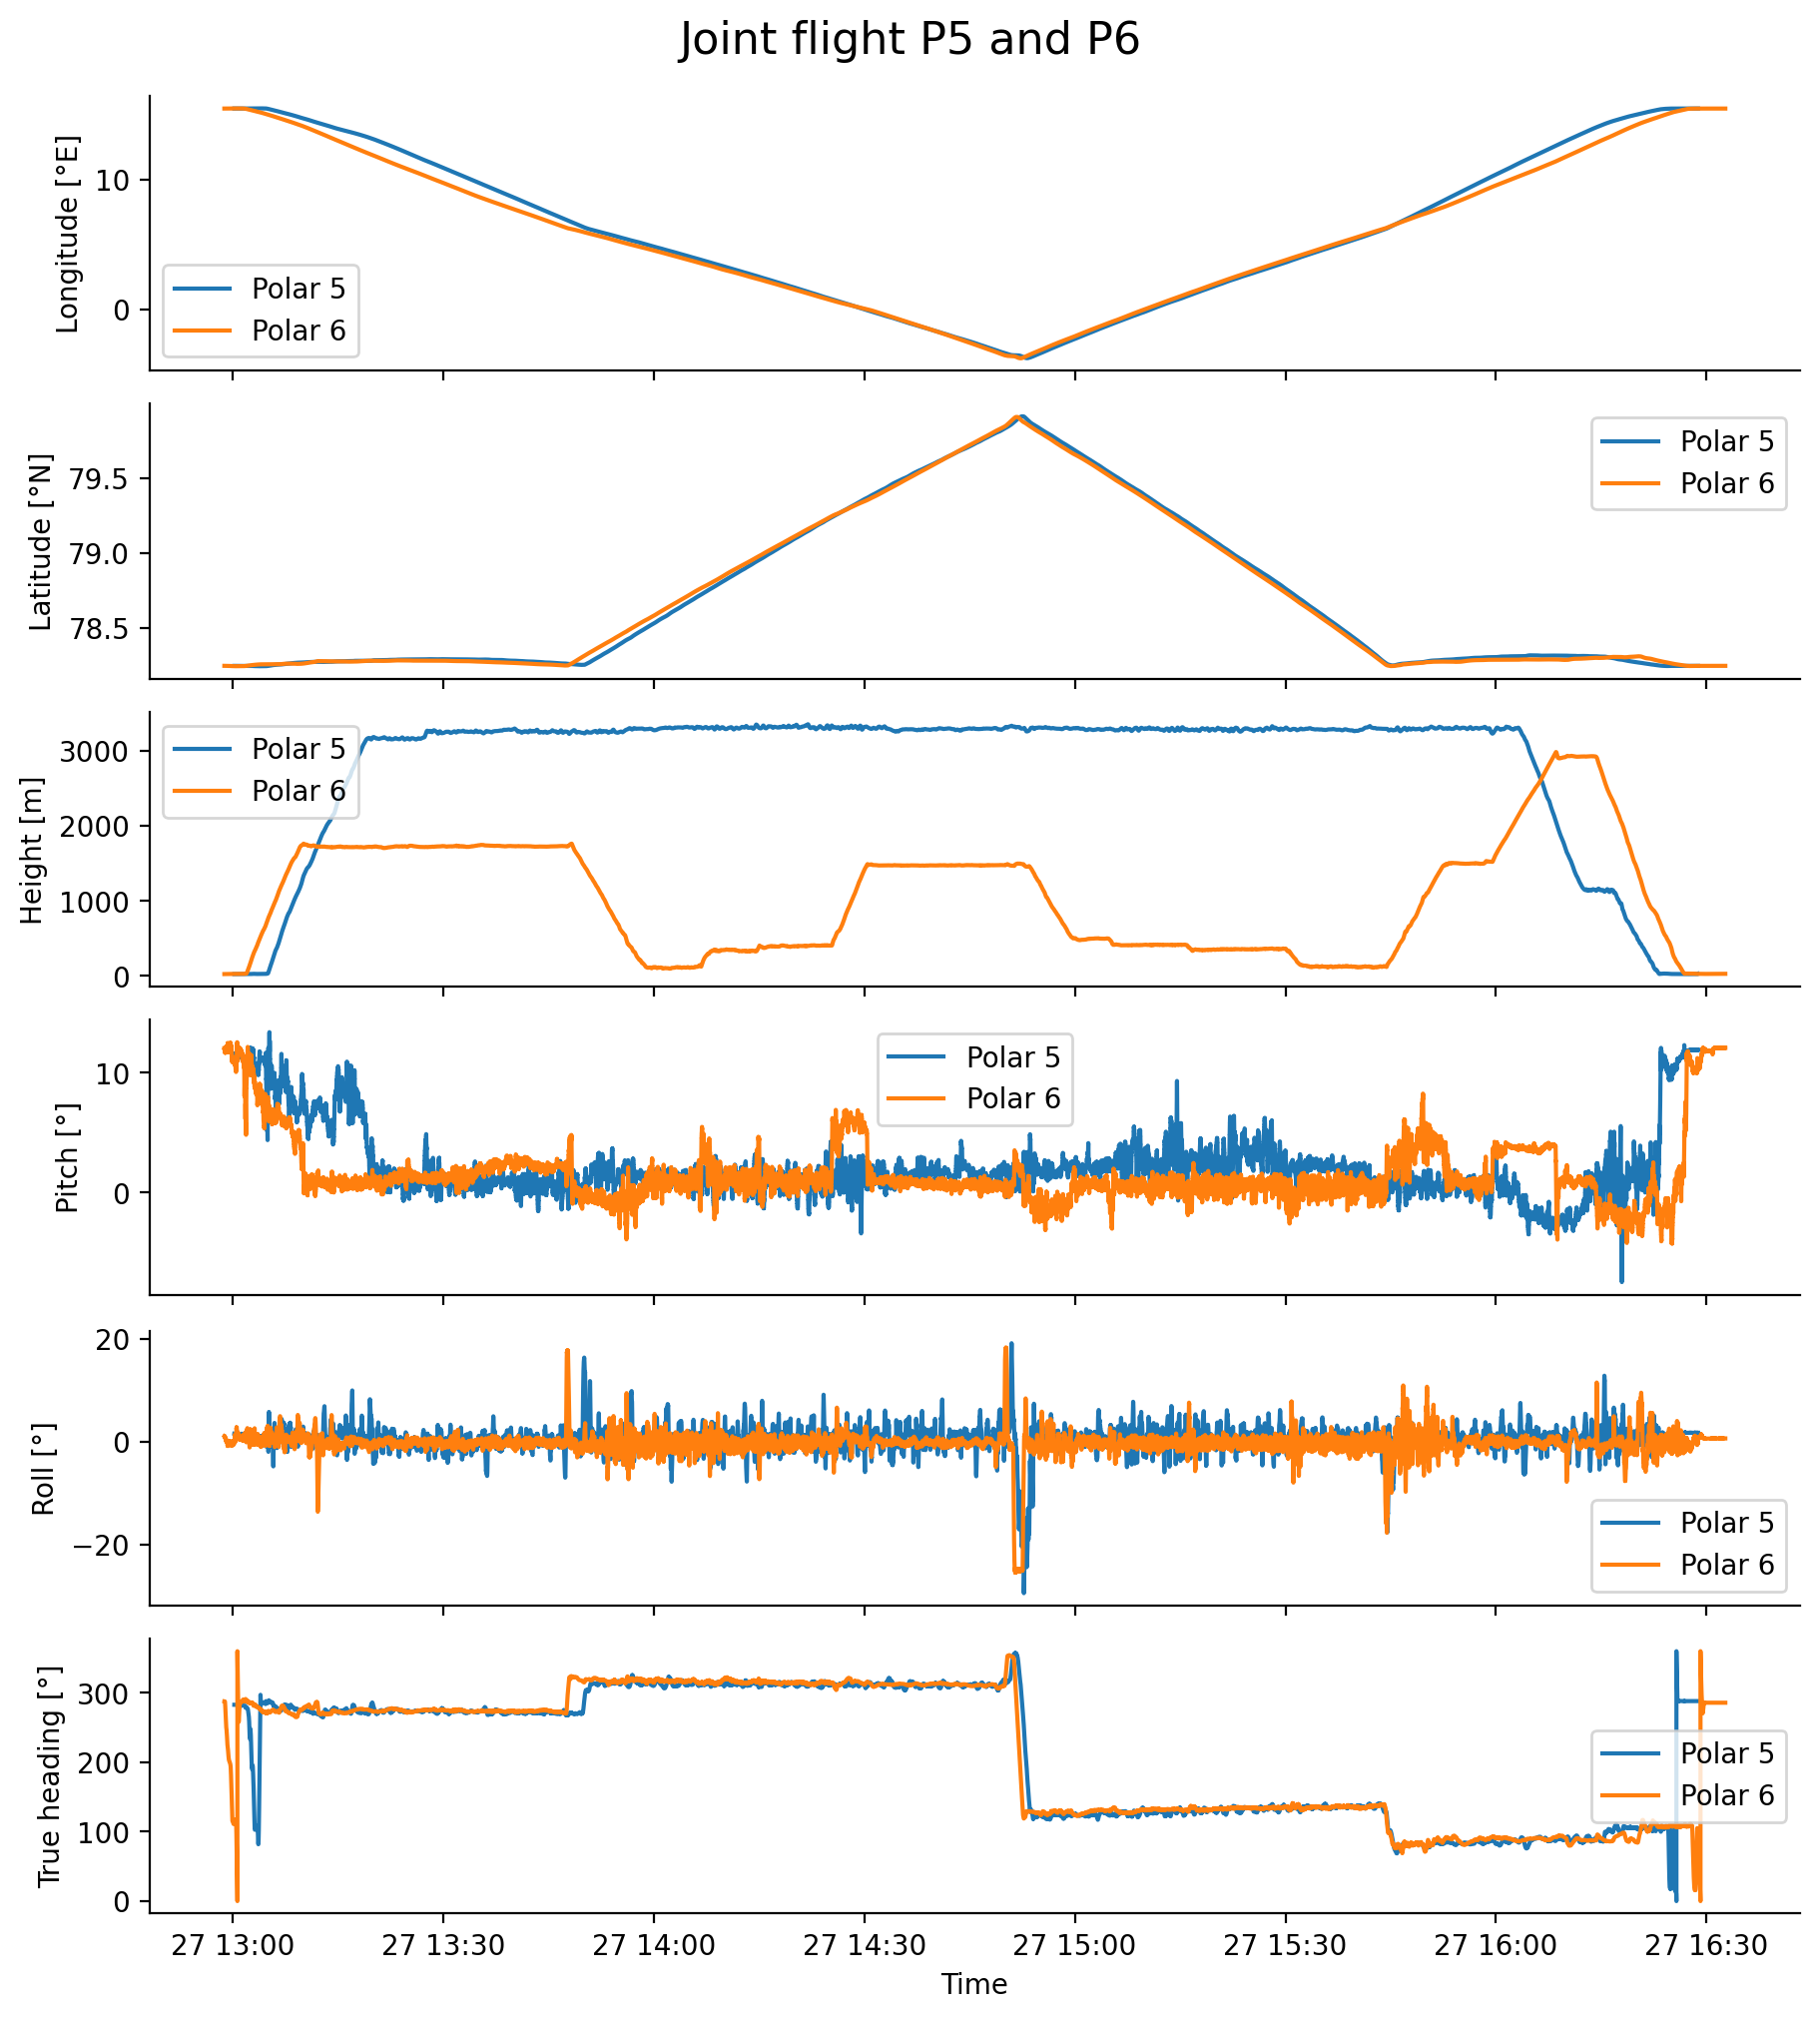 Joint flight P5 and P6
Longitude [°E]
10
0
Polar 5
Polar 6
Latitude [°N]
79.5
79.0
78.5
Polar 5
Polar 6
Height [m]
3000
2000
1000
0
Polar 5
Polar 6
Pitch [°]
10
0
Polar 5
Polar 6
Roll [°]
20
0
−20
Polar 5
Polar 6
True heading [°]
300
200
100
0
Polar 5
Polar 6
27 13:00 27 13:30 27 14:00 27 14:30 27 15:00 27 15:30 27 16:00 27 16:30
Time